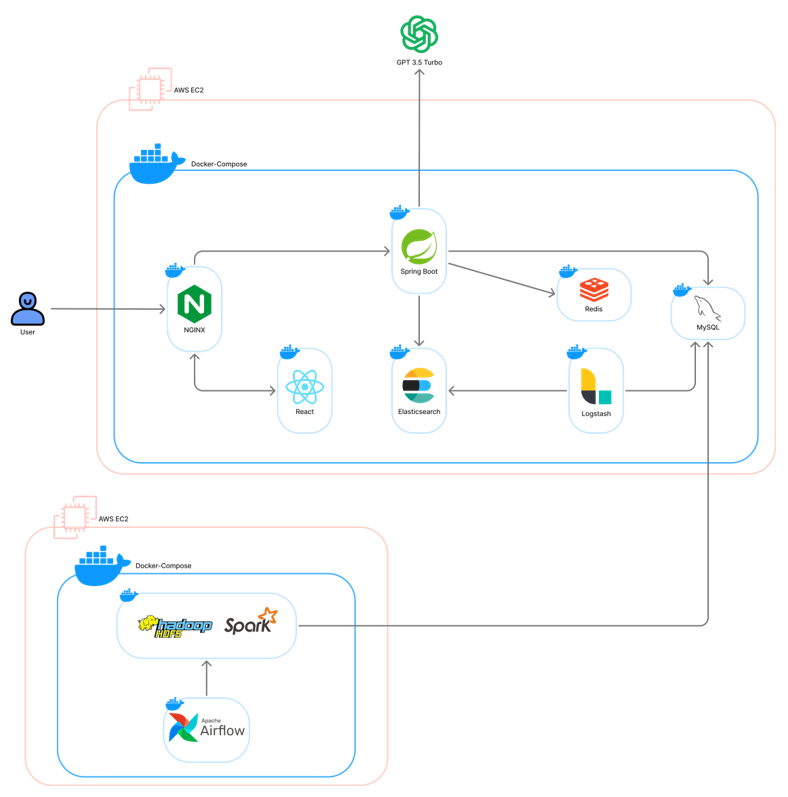 GPT 3.5 Turbo
AWS EC2
Docker-Compose
Spring Boot
Redis
MySQL
N
NGINX
User
React
Elasticsearch
Logstash
AWS EC2
Docker-Compose
hadoop
HDFS
Spark
Apache
Airflow